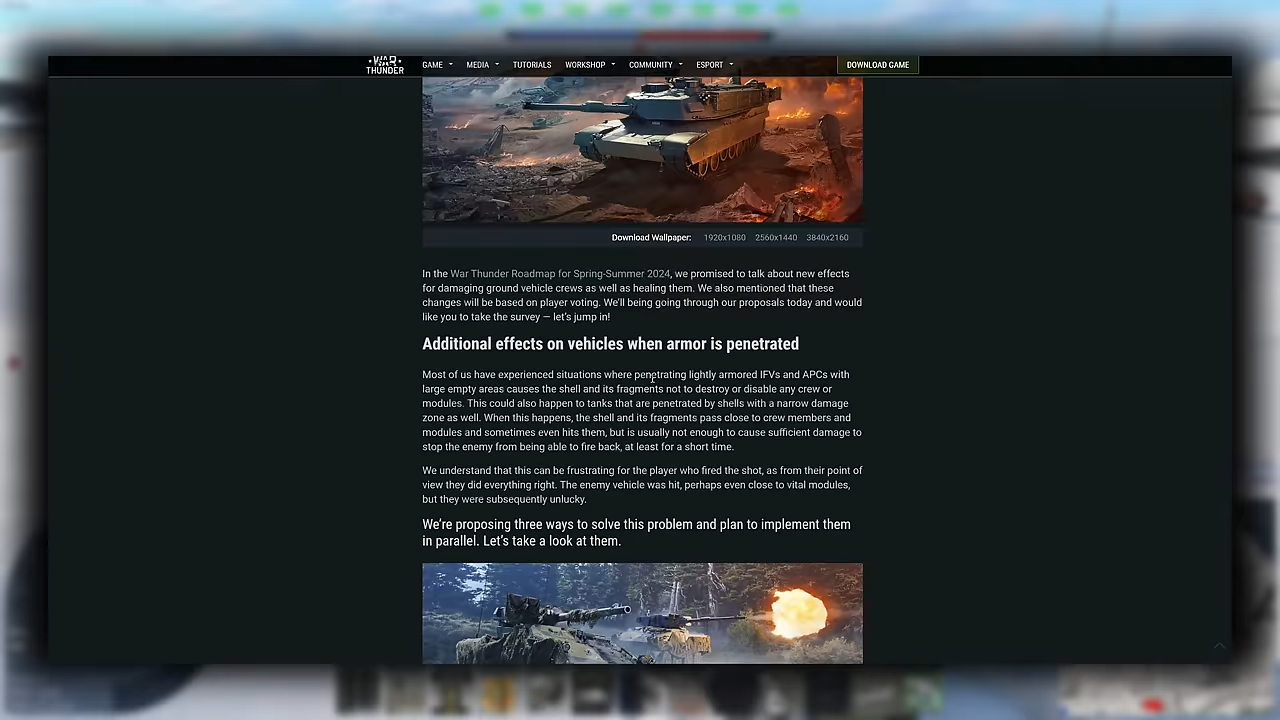 WAR
THUNDER
GAME MEDIA TUTORIALS WORKSHOP COMMUNITY ESPORT DOWNLOAD GAME
Download Wallpaper: 1920x1080 2560x1440 3840x2160
In the War Thunder Roadmap for Spring-Summer 2024, we promised to talk about new effects
for damaging ground vehicle crews as well as healing them. We also mentioned that these
changes will be based on player voting. We'll being going through our proposals today and would
like you to take the survey — let's jump in!
Additional effects on vehicles when armor is penetrated
Most of us have experienced situations where penetrating lightly armored IFVs and APCs with
large empty areas causes the shell and its fragments not to destroy or disable any crew or
modules. This could also happen to tanks that are penetrated by shells with a narrow damage
zone as well. When this happens, the shell and its fragments pass close to crew members and
modules and sometimes even hits them, but is usually not enough to cause sufficient damage to
stop the enemy from being able to fire back, at least for a short time.
We understand that this can be frustrating for the player who fired the shot, as from their point of
view they did everything right. The enemy vehicle was hit, perhaps even close to vital modules,
but they were subsequently unlucky.
We're proposing three ways to solve this problem and plan to implement them
in parallel. Let's take a look at them.